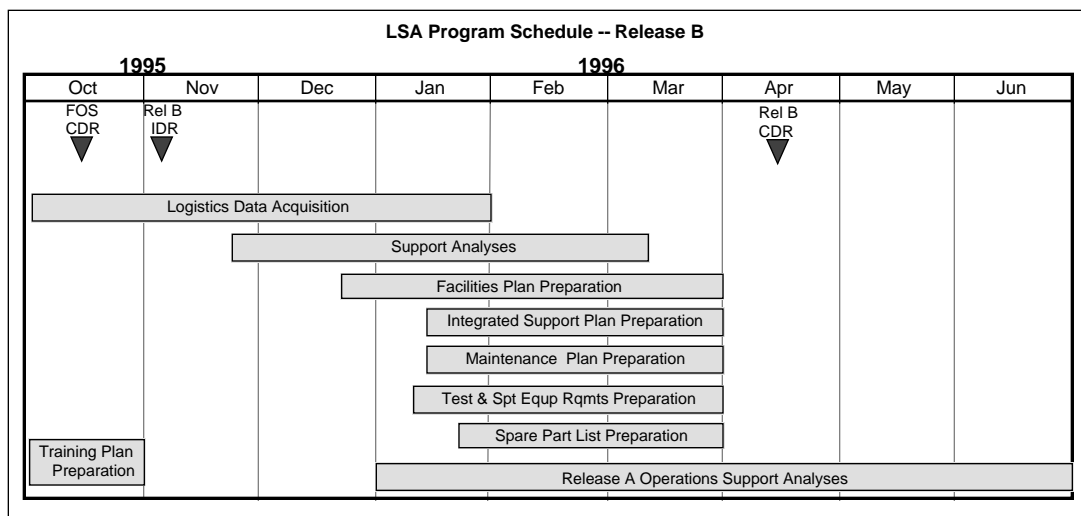 LSA Program Schedule -- Release B
1995 1996
Oct Nov Dec Jan Feb Mar Apr May Jun
FOS Rel B Rel B
CDR IDR CDR
Logistics Data Acquisition
Support Analyses
Facilities Plan Preparation
Integrated Support Plan Preparation
Maintenance Plan Preparation
Test & Spt Equp Rqmts Preparation
Spare Part List Preparation
Training Plan
Preparation
Release A Operations Support Analyses